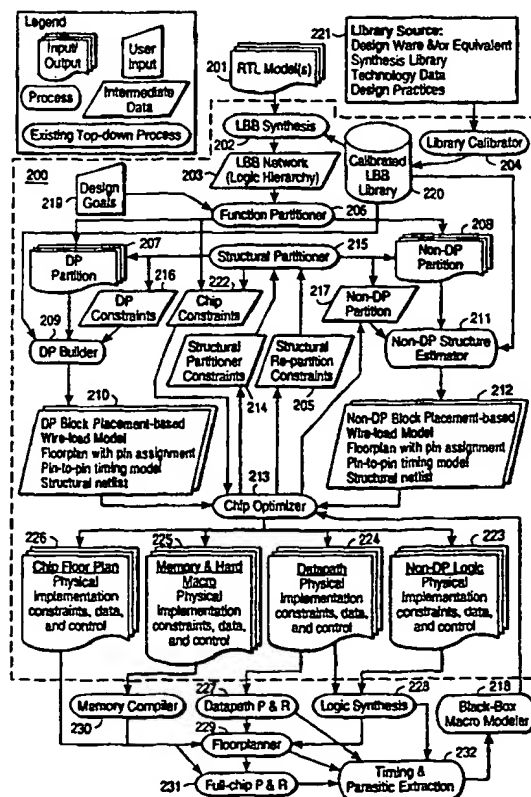 Legend
Input/
Output
User
Input
Process
Intermediate
Data
Existing Top-down Process
221
Library Source:
Design Ware &/or Equivalent
Synthesis Library
Technology Data
Design Practices
201
RTL Model(s)
LBB Synthesis
202
203
LBB Network
(Logic Hierarchy)
Calibrated
LBB
Library
220
Library Calibrator
204
200
Design
Goals
219
Function Partitioner
206
207
DP
Partition
Structural Partitioner
215
208
Non-DP
Partition
216
DP
Constraints
222
Chip
Constraints
217
Non-DP
Partition
209
DP Builder
Structural
Partitioner
Constraints
214
Structural
Re-partition
Constraints
205
211
Non-DP Structure
Estimator
210
DP Block Placement-based
Wire-load Model
Floorplan with pin assignment
Pin-to-pin timing model
Structural netlist
212
Non-DP Block Placement-based
Wire-load Model
Floorplan with pin assignment
Pin-to-pin timing model
Structural netlist
213
Chip Optimizer
226
Chip Floor Plan
Physical
Implementation
constraints, data,
and control
225
Memory & Hard
Macro
Physical
Implementation
constraints, data,
and control
224
Datapath
Physical
Implementation
constraints, data,
and control
223
Non-DP Logic
Physical
Implementation
constraints, data,
and control
Memory Compiler
230
227
Datapath P & R
229
Logic Synthesis
228
218
Black-Box
Macro Modeler
Floorplanner
231
Full-chip P & R
Timing &
Parasitic Extraction
232